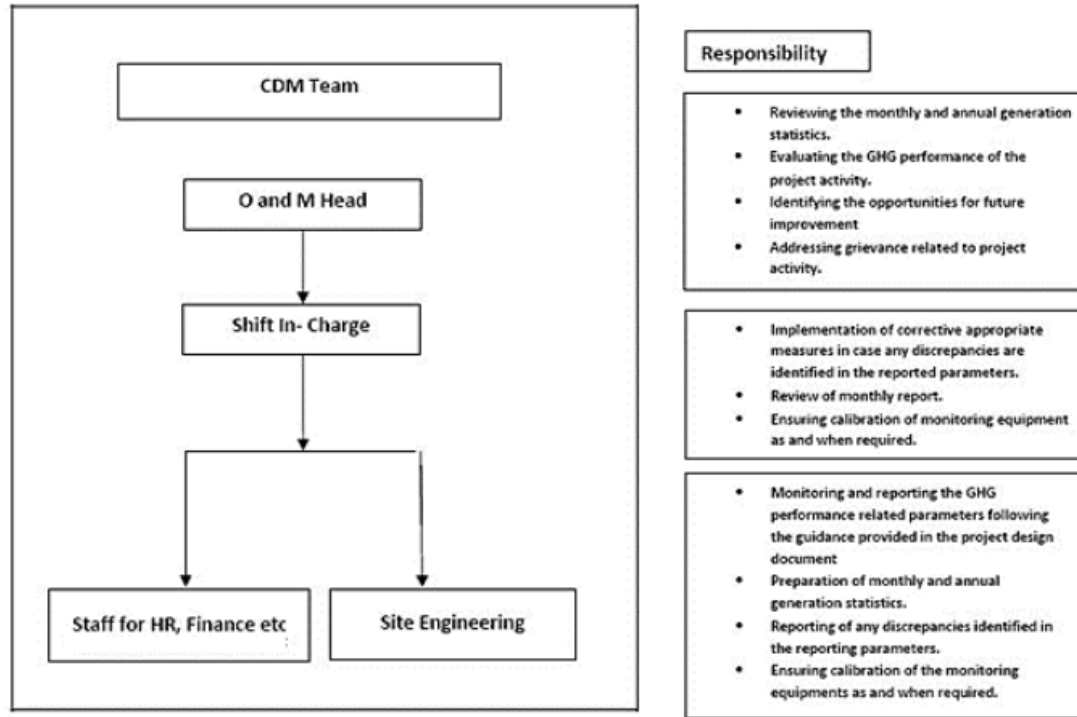 CDM Team
O and M Head
Shift In- Charge
Staff for HR, Finance etc
Site Engineering
Responsibility
• Reviewing the monthly and annual generation
statistics.
• Evaluating the GHG performance of the
project activity.
• Identifying the opportunities for future
improvement
• Addressing grievance related to project
activity.
• Implementation of corrective appropriate
measures in case any discrepancies are
identified in the reported parameters.
• Review of monthly report.
• Ensuring calibration of monitoring equipment
as and when required.
• Monitoring and reporting the GHG
performance related parameters following
the guidance provided in the project design
document
• Preparation of monthly and annual
generation statistics.
• Reporting of any discrepancies identified in
the reporting parameters.
• Ensuring calibration of the monitoring
equipments as and when required.